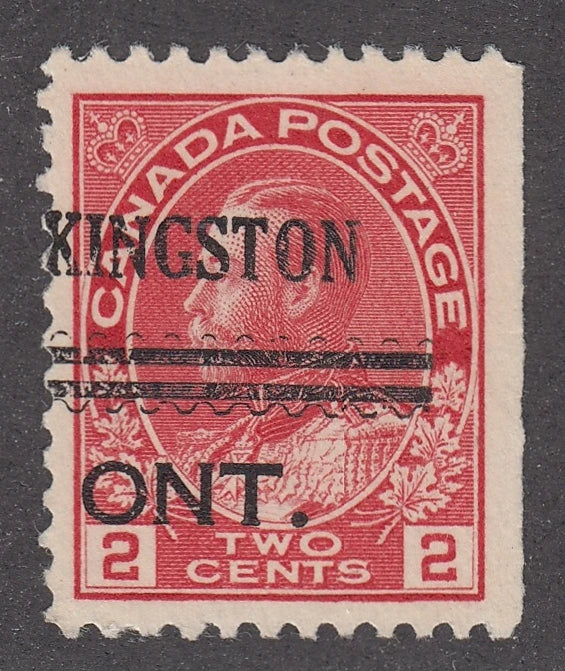 CANADA POSTAGE
KINGSTON
ONT.
2 TWO CENTS 2